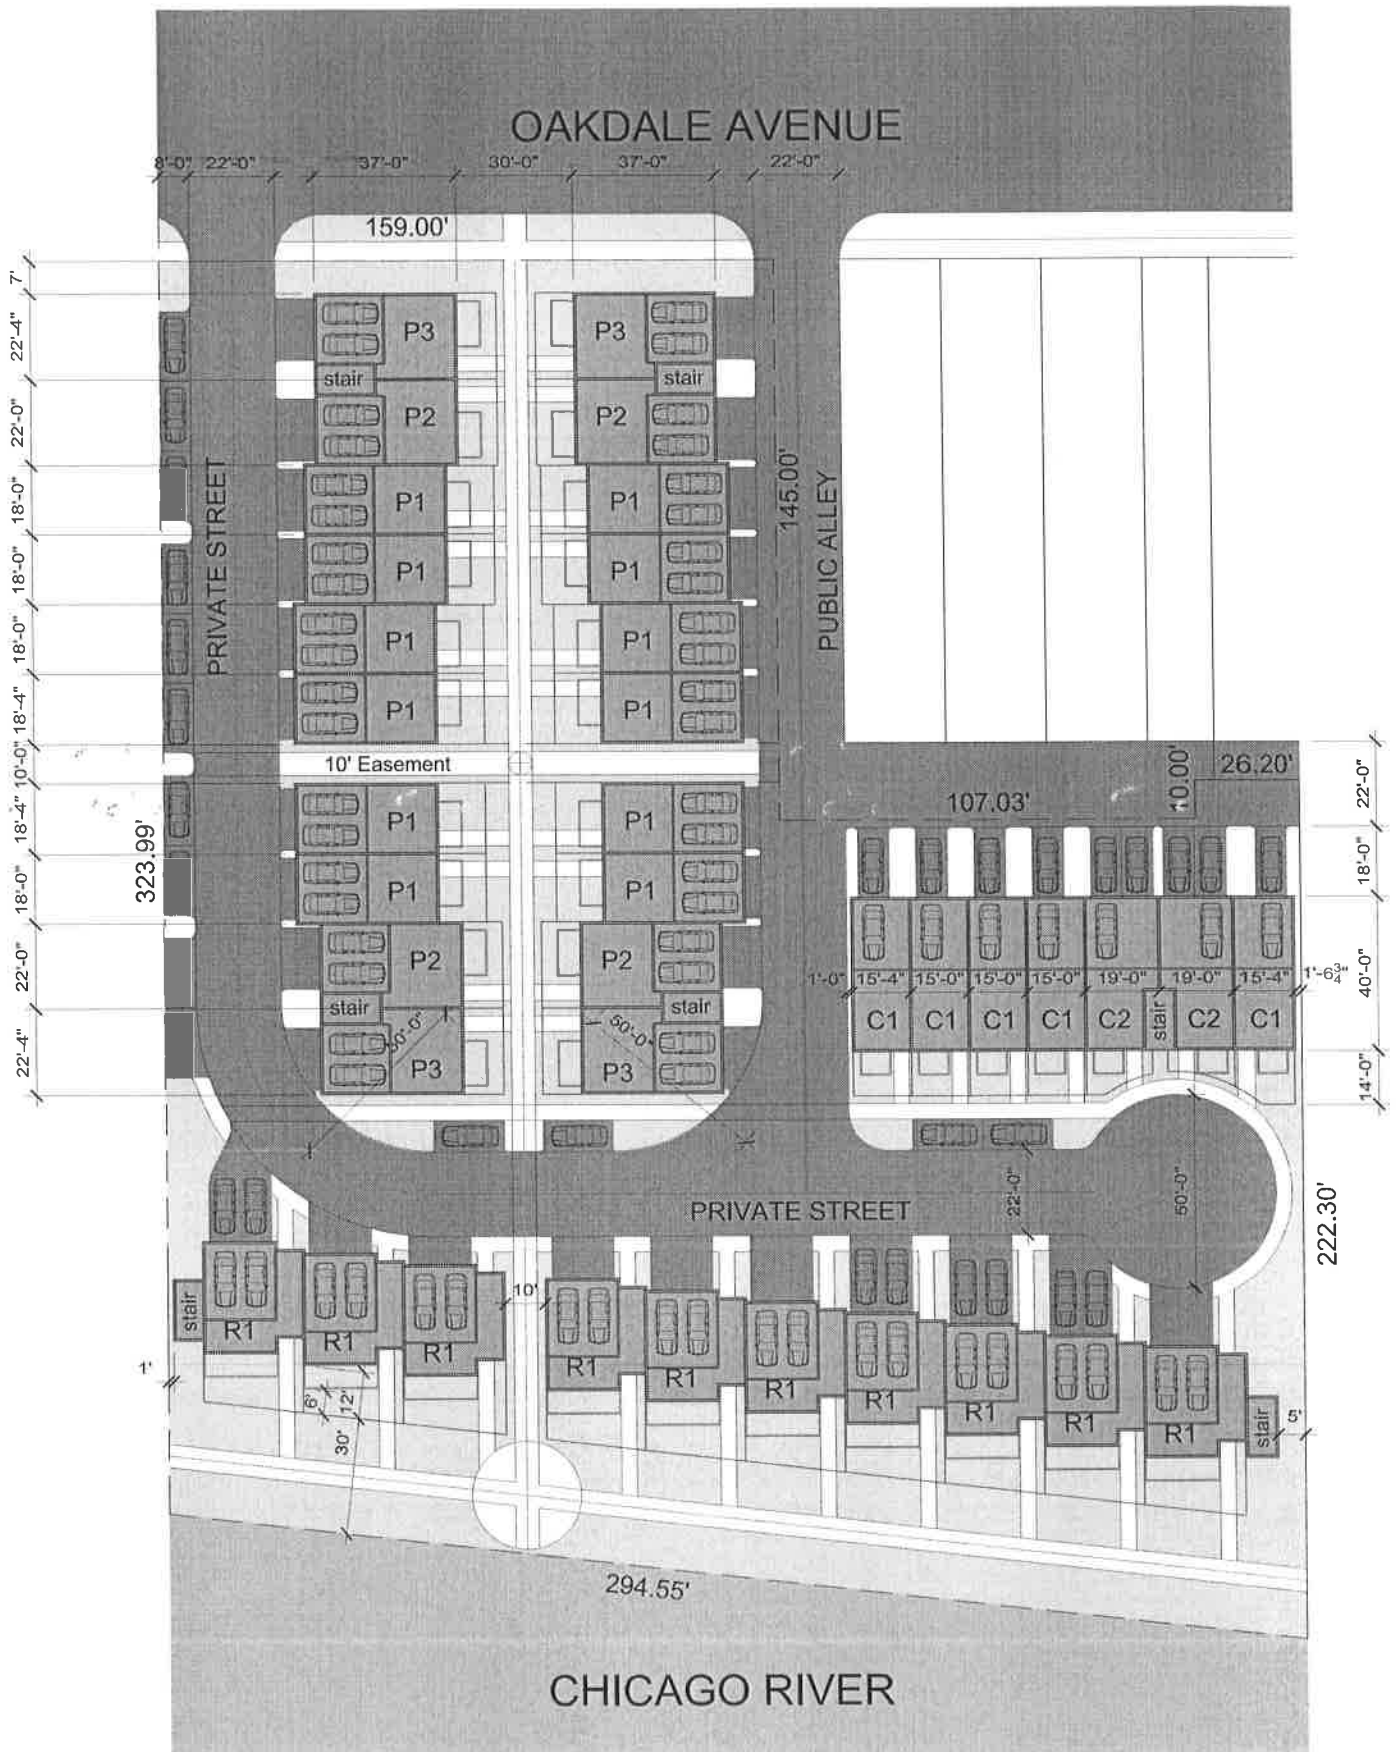 OAKDALE AVENUE
8'-0" 22'-0" 37'-0" 30'-0" 37'-0" 22'-0"
159.00'
7'
22'-4"
P3 P3
stair stair
22'-0"
P2 P2
145.00'
18'-0"
P1 P1
PRIVATE STREET
PUBLIC ALLEY
18'-0"
P1 P1
18'-0"
P1 P1
18'-4"
P1 P1
10'-0"
10' Easement
10.00'
26.20'
22'-0"
107.03'
18'-4"
P1 P1
323.99'
18'-0"
P1 P1
18'-0"
22'-0"
P2 P2
1'-0" 15'-4" 15'-0" 15'-0" 15'-0" 19'-0" 19'-0" 15'-4" 1'-6 3/4"
40'-0"
stair stair
C1 C1 C1 C1 C2 stair C2 C1
50'-0" 50'-0"
22'-4"
P3 P3
14'-0"
PRIVATE STREET
22'-0"
50'-0"
222.30'
stair
10'
R1 R1 R1 R1 R1 R1 R1 R1 R1 R1
1'
6'
12'
30'
stair
5'
294.55'
CHICAGO RIVER